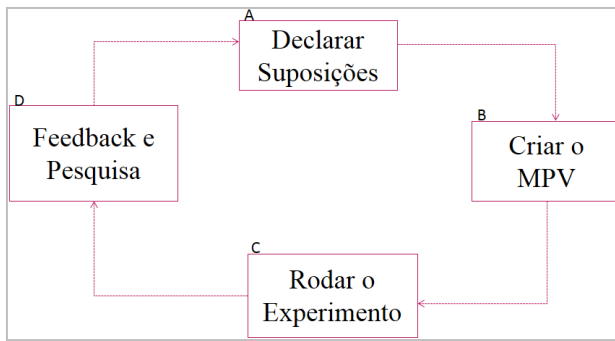 A
Declarar
Suposições
B
Criar o
MPV
C
Rodar o
Experimento
D
Feedback e
Pesquisa